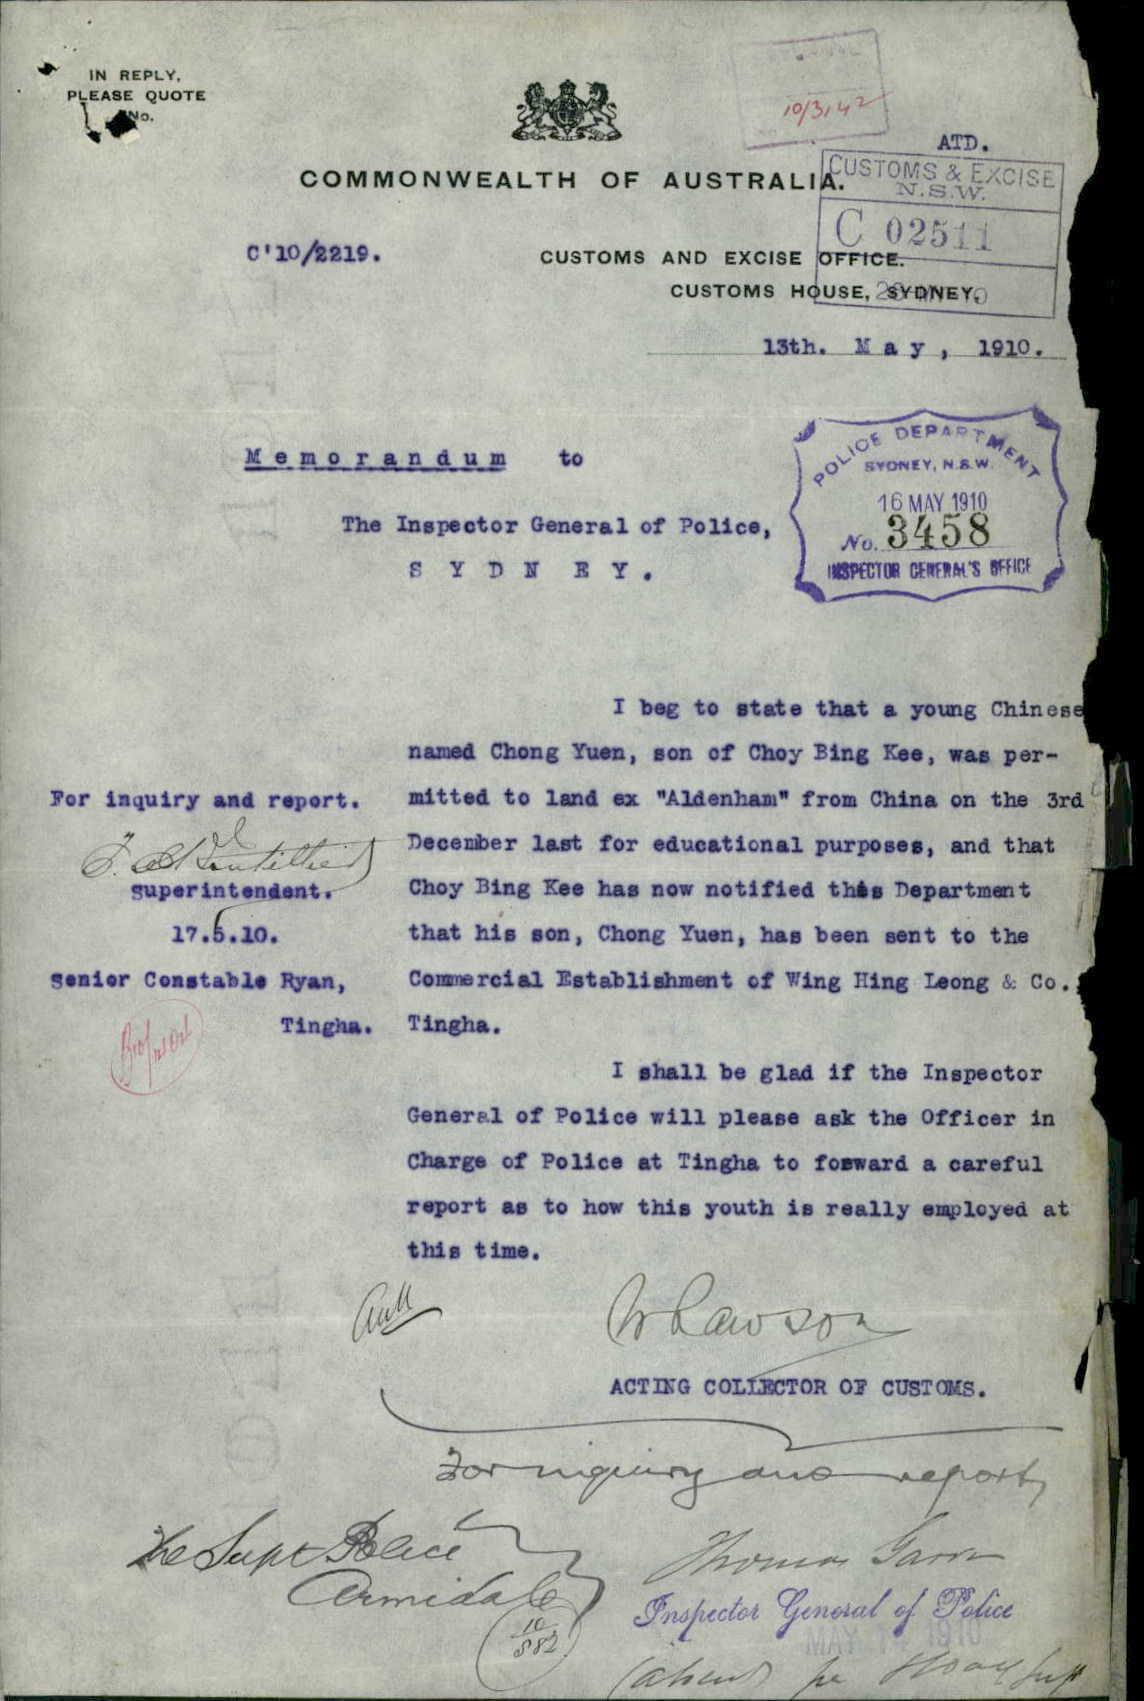 IN REPLY,
PLEASE QUOTE
No.
10/3142
ATD.
COMMONWEALTH OF AUSTRALIA.
CUSTOMS & EXCISE
N.S.W.
C 02511
C'10/2219.
CUSTOMS AND EXCISE OFFICE.
CUSTOMS HOUSE, SYDNEY,
13th. May, 1910.
POLICE DEPARTMENT
SYDNEY, N.S.W.
16 MAY 1910
No. 3458
INSPECTOR GENERAL'S OFFICE
Memorandum to
The Inspector General of Police,
SYDNEY.
I beg to state that a young Chinese
named Chong Yuen, son of Choy Bing Kee, was per-
mitted to land ex "Aldenham" from China on the 3rd
December last for educational purposes, and that
Choy Bing Kee has now notified this Department
that his son, Chong Yuen, has been sent to the
Commercial Establishment of Wing Hing Leong & Co.,
Tingha.
For inquiry and report.
Superintendent.
17.5.10.
Senior Constable Ryan,
Tingha.
I shall be glad if the Inspector
General of Police will please ask the Officer in
Charge of Police at Tingha to forward a careful
report as to how this youth is really employed at
this time.
ACTING COLLECTOR OF CUSTOMS.
For inquiry and report,
The Supt Police
Armidale
10/582
Thomas Garvin
Inspector General of Police
MAY 1910